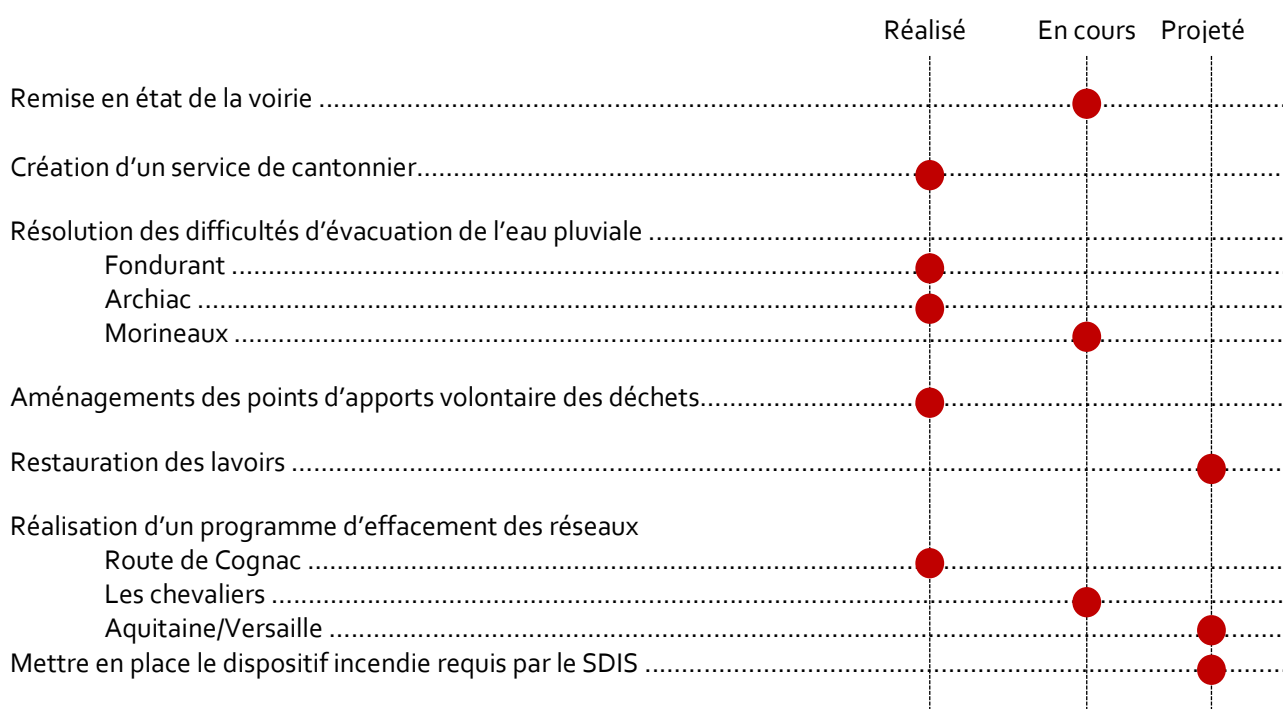 Réalisé En cours Projeté
Remise en état de la voirie
Création d'un service de cantonnier
Résolution des difficultés d'évacuation de l'eau pluviale
Fondurant
Archiac
Morineaux
Aménagements des points d'apports volontaire des déchets
Restauration des lavoirs
Réalisation d'un programme d'effacement des réseaux
Route de Cognac
Les chevaliers
Aquitaine/Versaille
Mettre en place le dispositif incendie requis par le SDIS